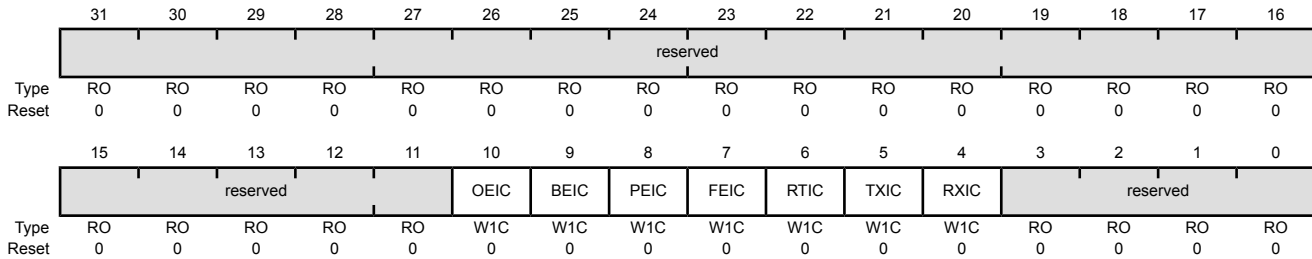 31 30 29 28 27 26 25 24 23 22 21 20 19 18 17 16
reserved
Type RO RO RO RO RO RO RO RO RO RO RO RO RO RO RO RO
Reset 0 0 0 0 0 0 0 0 0 0 0 0 0 0 0 0
15 14 13 12 11 10 9 8 7 6 5 4 3 2 1 0
reserved OEIC BEIC PEIC FEIC RTIC TXIC RXIC reserved
Type RO RO RO RO RO W1C W1C W1C W1C W1C W1C W1C RO RO RO RO
Reset 0 0 0 0 0 0 0 0 0 0 0 0 0 0 0 0